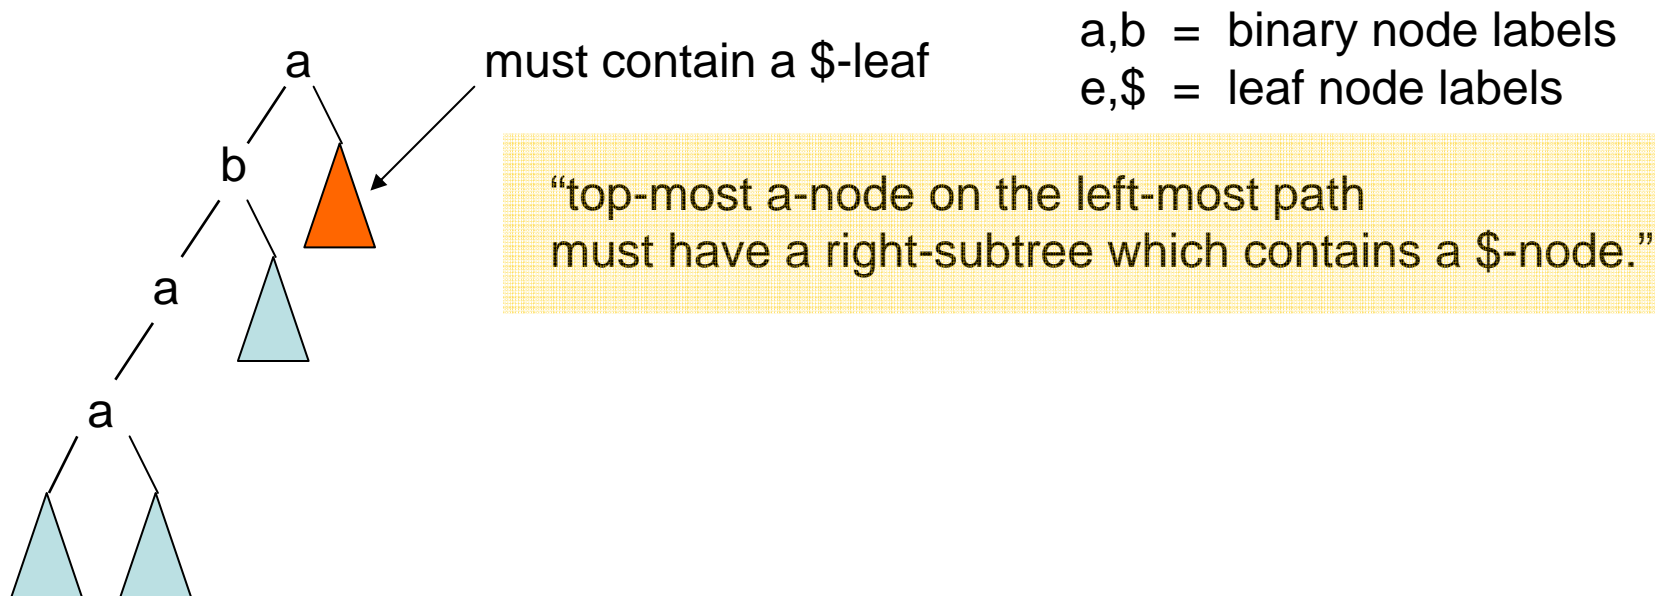 a
must contain a $-leaf
a,b = binary node labels
e,$ = leaf node labels
b
“top-most a-node on the left-most path
must have a right-subtree which contains a $-node.”
a
a